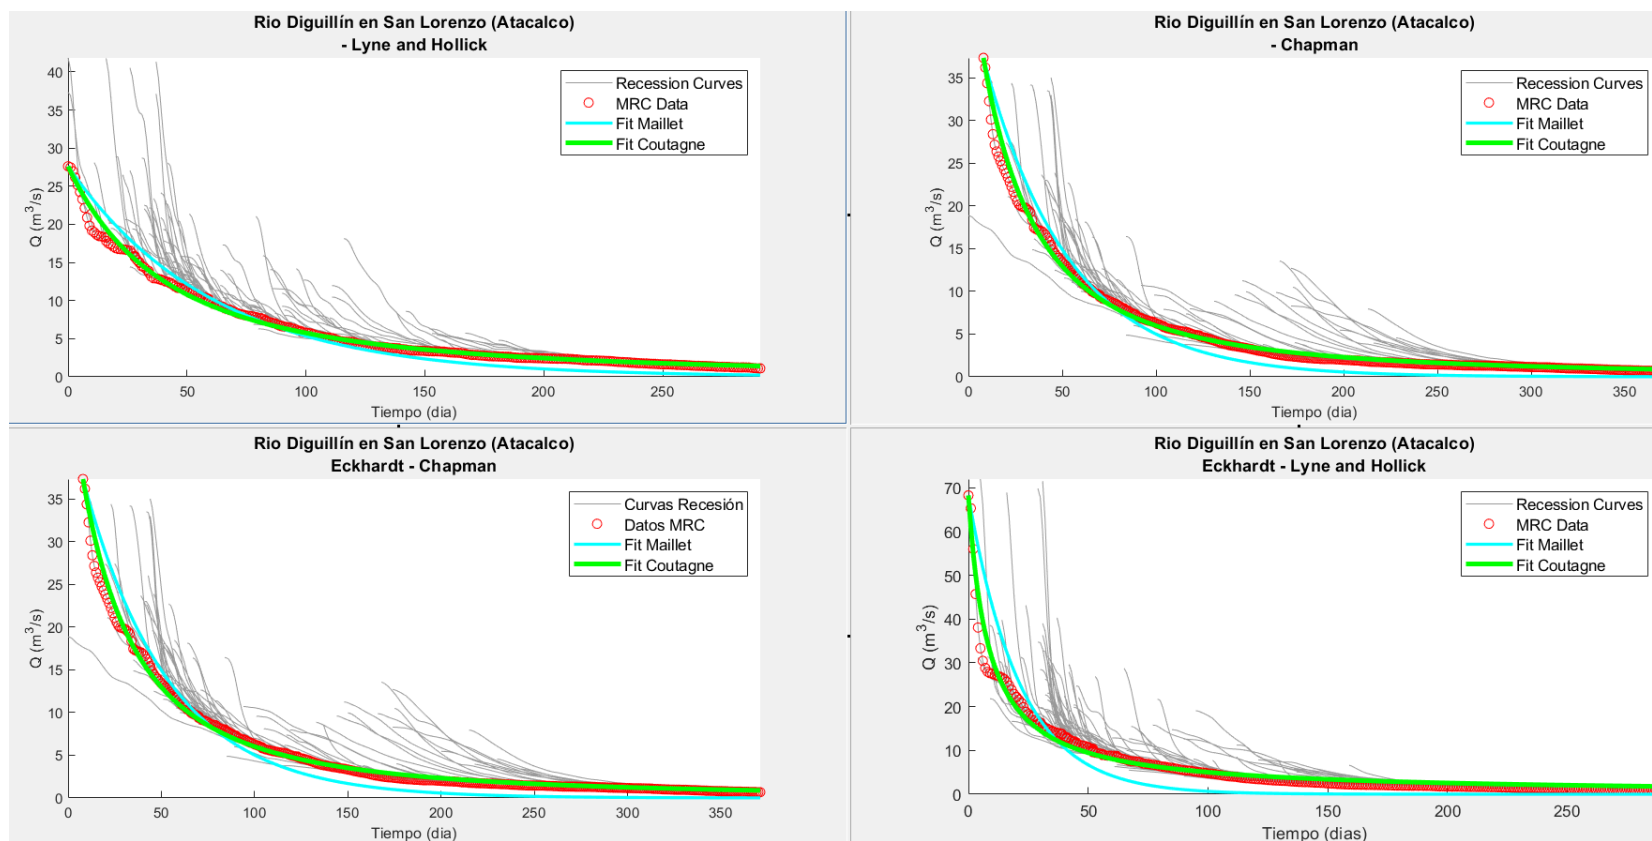 Rio Diguillín en San Lorenzo (Atacalco)
- Lyne and Hollick
40
35
30
25
20
15
10
5
0
Q (m³/s)
Recession Curves
MRC Data
Fit Maillet
Fit Coutagne
0
50
100
150
200
250
Tiempo (dia)
Rio Diguillín en San Lorenzo (Atacalco)
- Chapman
35
30
25
20
15
10
5
0
Q (m³/s)
Recession Curves
MRC Data
Fit Maillet
Fit Coutagne
0
50
100
150
200
250
300
350
Tiempo (dia)
Rio Diguillín en San Lorenzo (Atacalco)
Eckhardt - Chapman
35
30
25
20
15
10
5
0
Q (m³/s)
Curvas Recesión
Datos MRC
Fit Maillet
Fit Coutagne
0
50
100
150
200
250
300
350
Tiempo (dia)
Rio Diguillín en San Lorenzo (Atacalco)
Eckhardt - Lyne and Hollick
70
60
50
40
30
20
10
0
Q (m³/s)
Recession Curves
MRC Data
Fit Maillet
Fit Coutagne
0
50
100
150
200
250
Tiempo (dias)